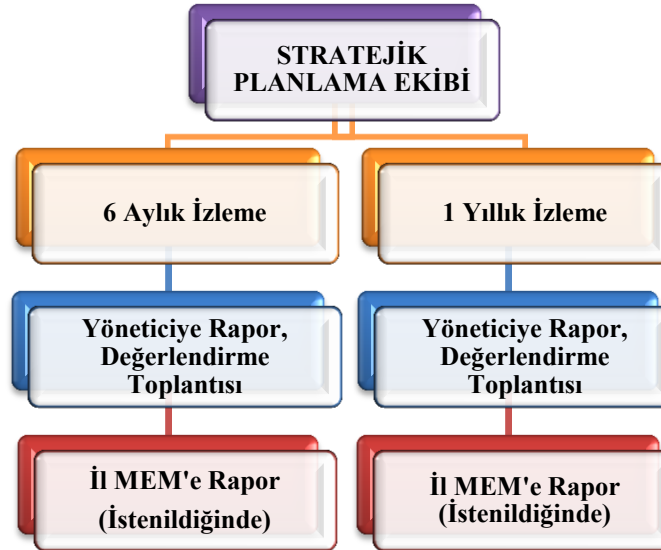 STRATEJİK
PLANLAMA EKİBİ
6 Aylık İzleme
1 Yıllık İzleme
Yöneticiye Rapor,
Değerlendirme
Toplantısı
Yöneticiye Rapor,
Değerlendirme
Toplantısı
İl MEM'e Rapor
(İstenildiğinde)
İl MEM'e Rapor
(İstenildiğinde)